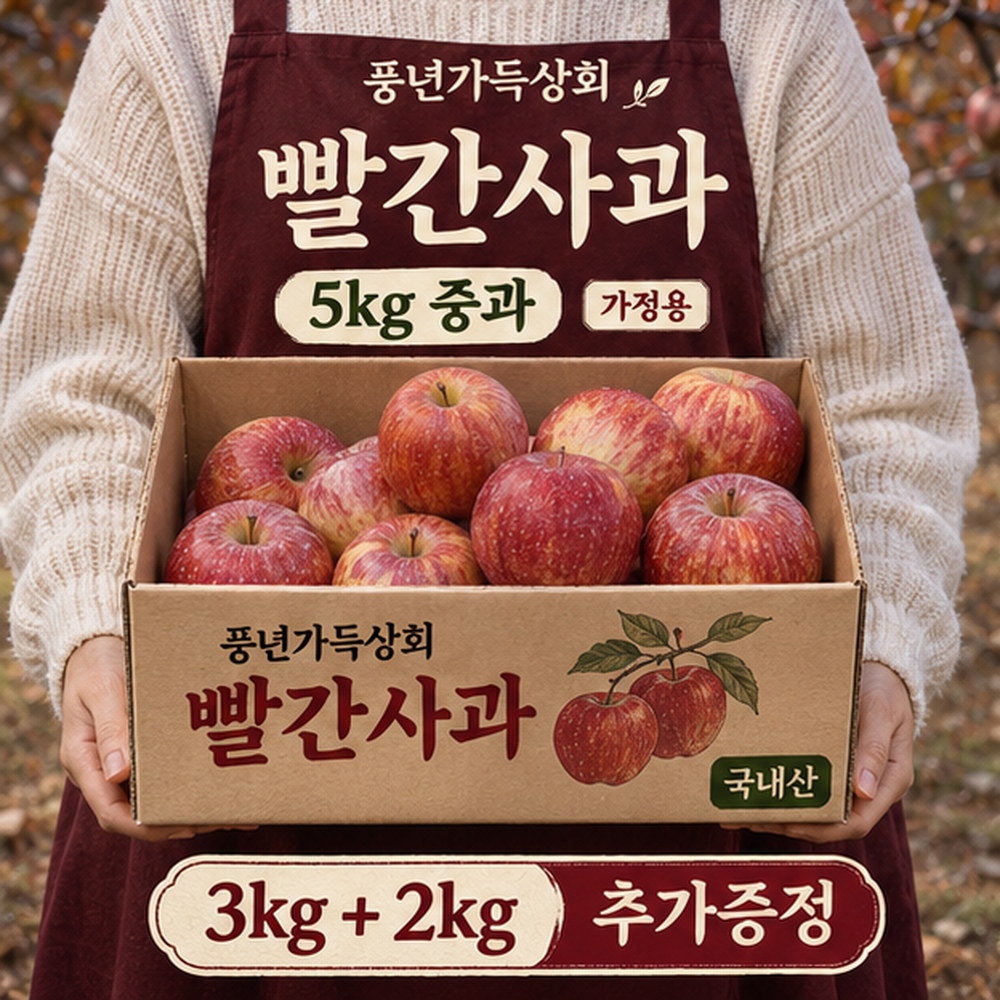 풍년가득상회
빨간사과
5kg 중과
가정용
풍년가득상회
빨간사과
국내산
3kg + 2kg
추가증정